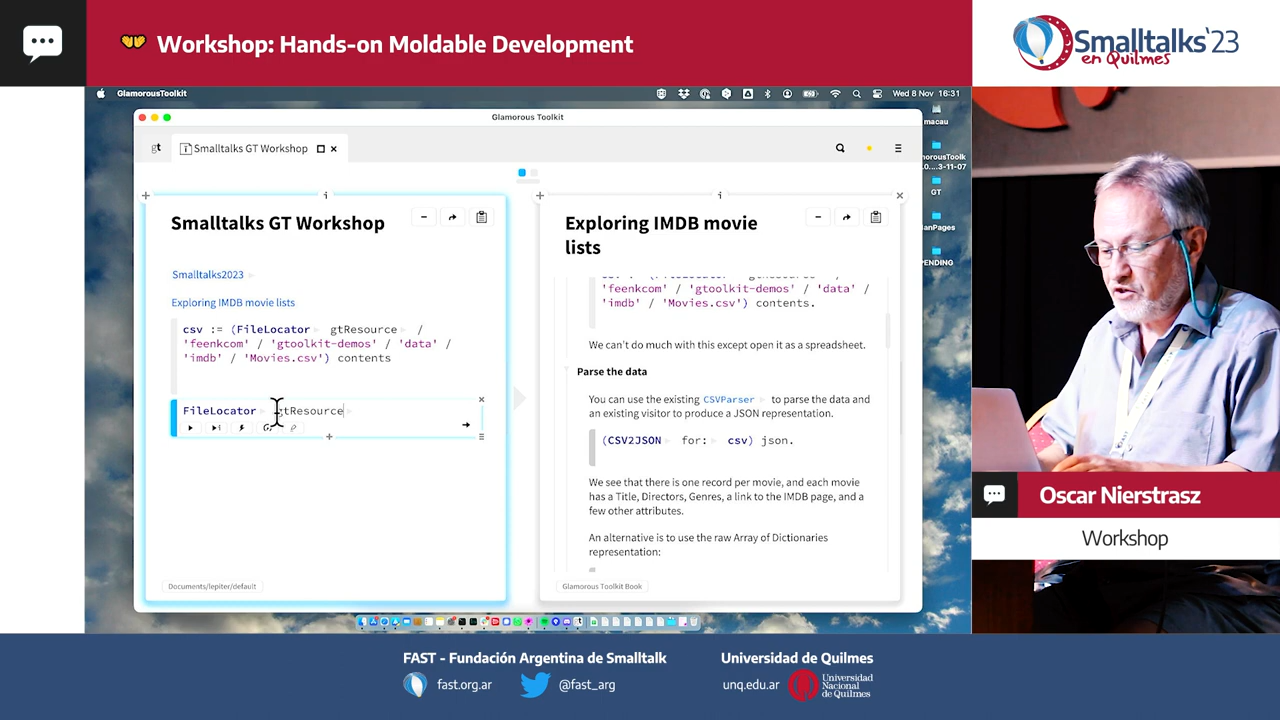 Workshop: Hands-on Moldable Development
Smalltalks'23
en Quilmes
GlamorousToolkit
Wed 8 Nov 16:31
Glamorous Toolkit
macau
GT
PENDING
gt
Smalltalks GT Workshop
Smalltalks GT Workshop
Smalltalks2023
Exploring IMDB movie lists
csv := (FileLocator gtResource /
'feenkcom' / 'gtoolkit-demos' / 'data' /
'imdb' / 'Movies.csv') contents
FileLocator gtResource
Documents/lepiter/default
Exploring IMDB movie
lists
'feenkcom' / 'gtoolkit-demos' / 'data' /
'imdb' / 'Movies.csv') contents.
We can't do much with this except open it as a spreadsheet.
Parse the data
You can use the existing CSVParser to parse the data and
an existing visitor to produce a JSON representation.
(CSV2JSON for: csv) json.
We see that there is one record per movie, and each movie
has a Title, Directors, Genres, a link to the IMDB page, and a
few other attributes.
An alternative is to use the raw Array of Dictionaries
representation:
Glamorous Toolkit Book
Oscar Nierstrasz
Workshop
FAST - Fundación Argentina de Smalltalk
fast.org.ar
@fast_arg
Universidad de Quilmes
unq.edu.ar
Universidad
Nacional
de Quilmes